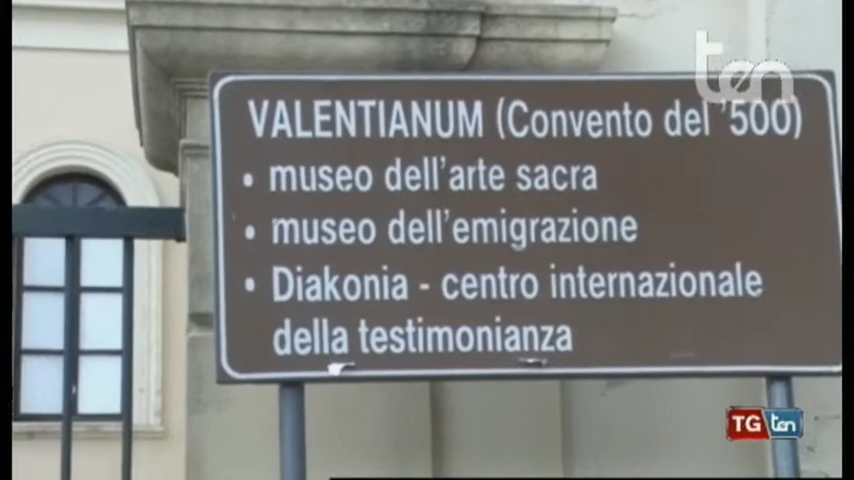 ten
VALENTIANUM (Convento del '500)
• museo dell'arte sacra
• museo dell'emigrazione
• Diakonia - centro internazionale
della testimonianza
TG ten